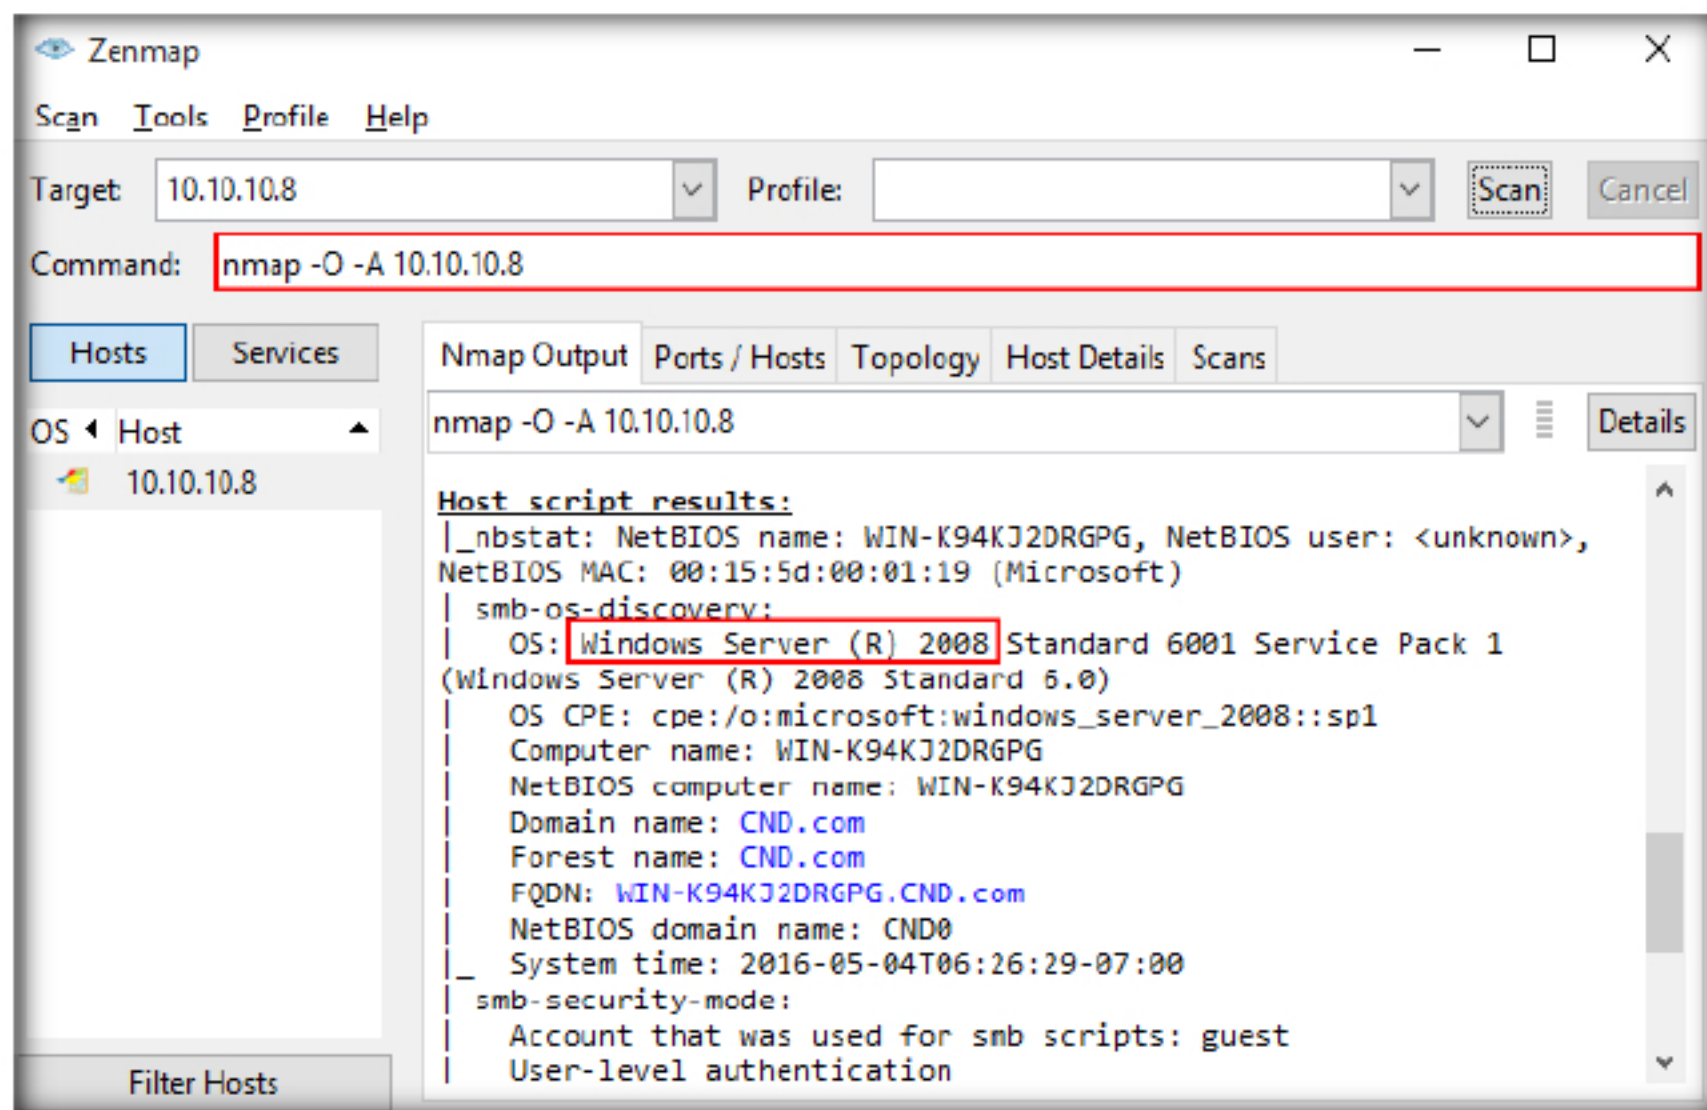 Zenmap
Scan Tools Profile Help
Target: 10.10.10.8 Profile: Scan Cancel
Command: nmap -O -A 10.10.10.8
Hosts Services
Nmap Output Ports / Hosts Topology Host Details Scans
OS Host
nmap -O -A 10.10.10.8 Details
10.10.10.8
Host script results:
|_nbstat: NetBIOS name: WIN-K94KJ2DRGPG, NetBIOS user: <unknown>,
NetBIOS MAC: 00:15:5d:00:01:19 (Microsoft)
| smb-os-discovery:
|   OS: Windows Server (R) 2008 Standard 6001 Service Pack 1
(Windows Server (R) 2008 Standard 6.0)
|   OS CPE: cpe:/o:microsoft:windows_server_2008::sp1
|   Computer name: WIN-K94KJ2DRGPG
|   NetBIOS computer name: WIN-K94KJ2DRGPG
|   Domain name: CND.com
|   Forest name: CND.com
|   FQDN: WIN-K94KJ2DRGPG.CND.com
|   NetBIOS domain name: CND0
|_  System time: 2016-05-04T06:26:29-07:00
| smb-security-mode:
|   Account that was used for smb scripts: guest
|   User-level authentication
Filter Hosts